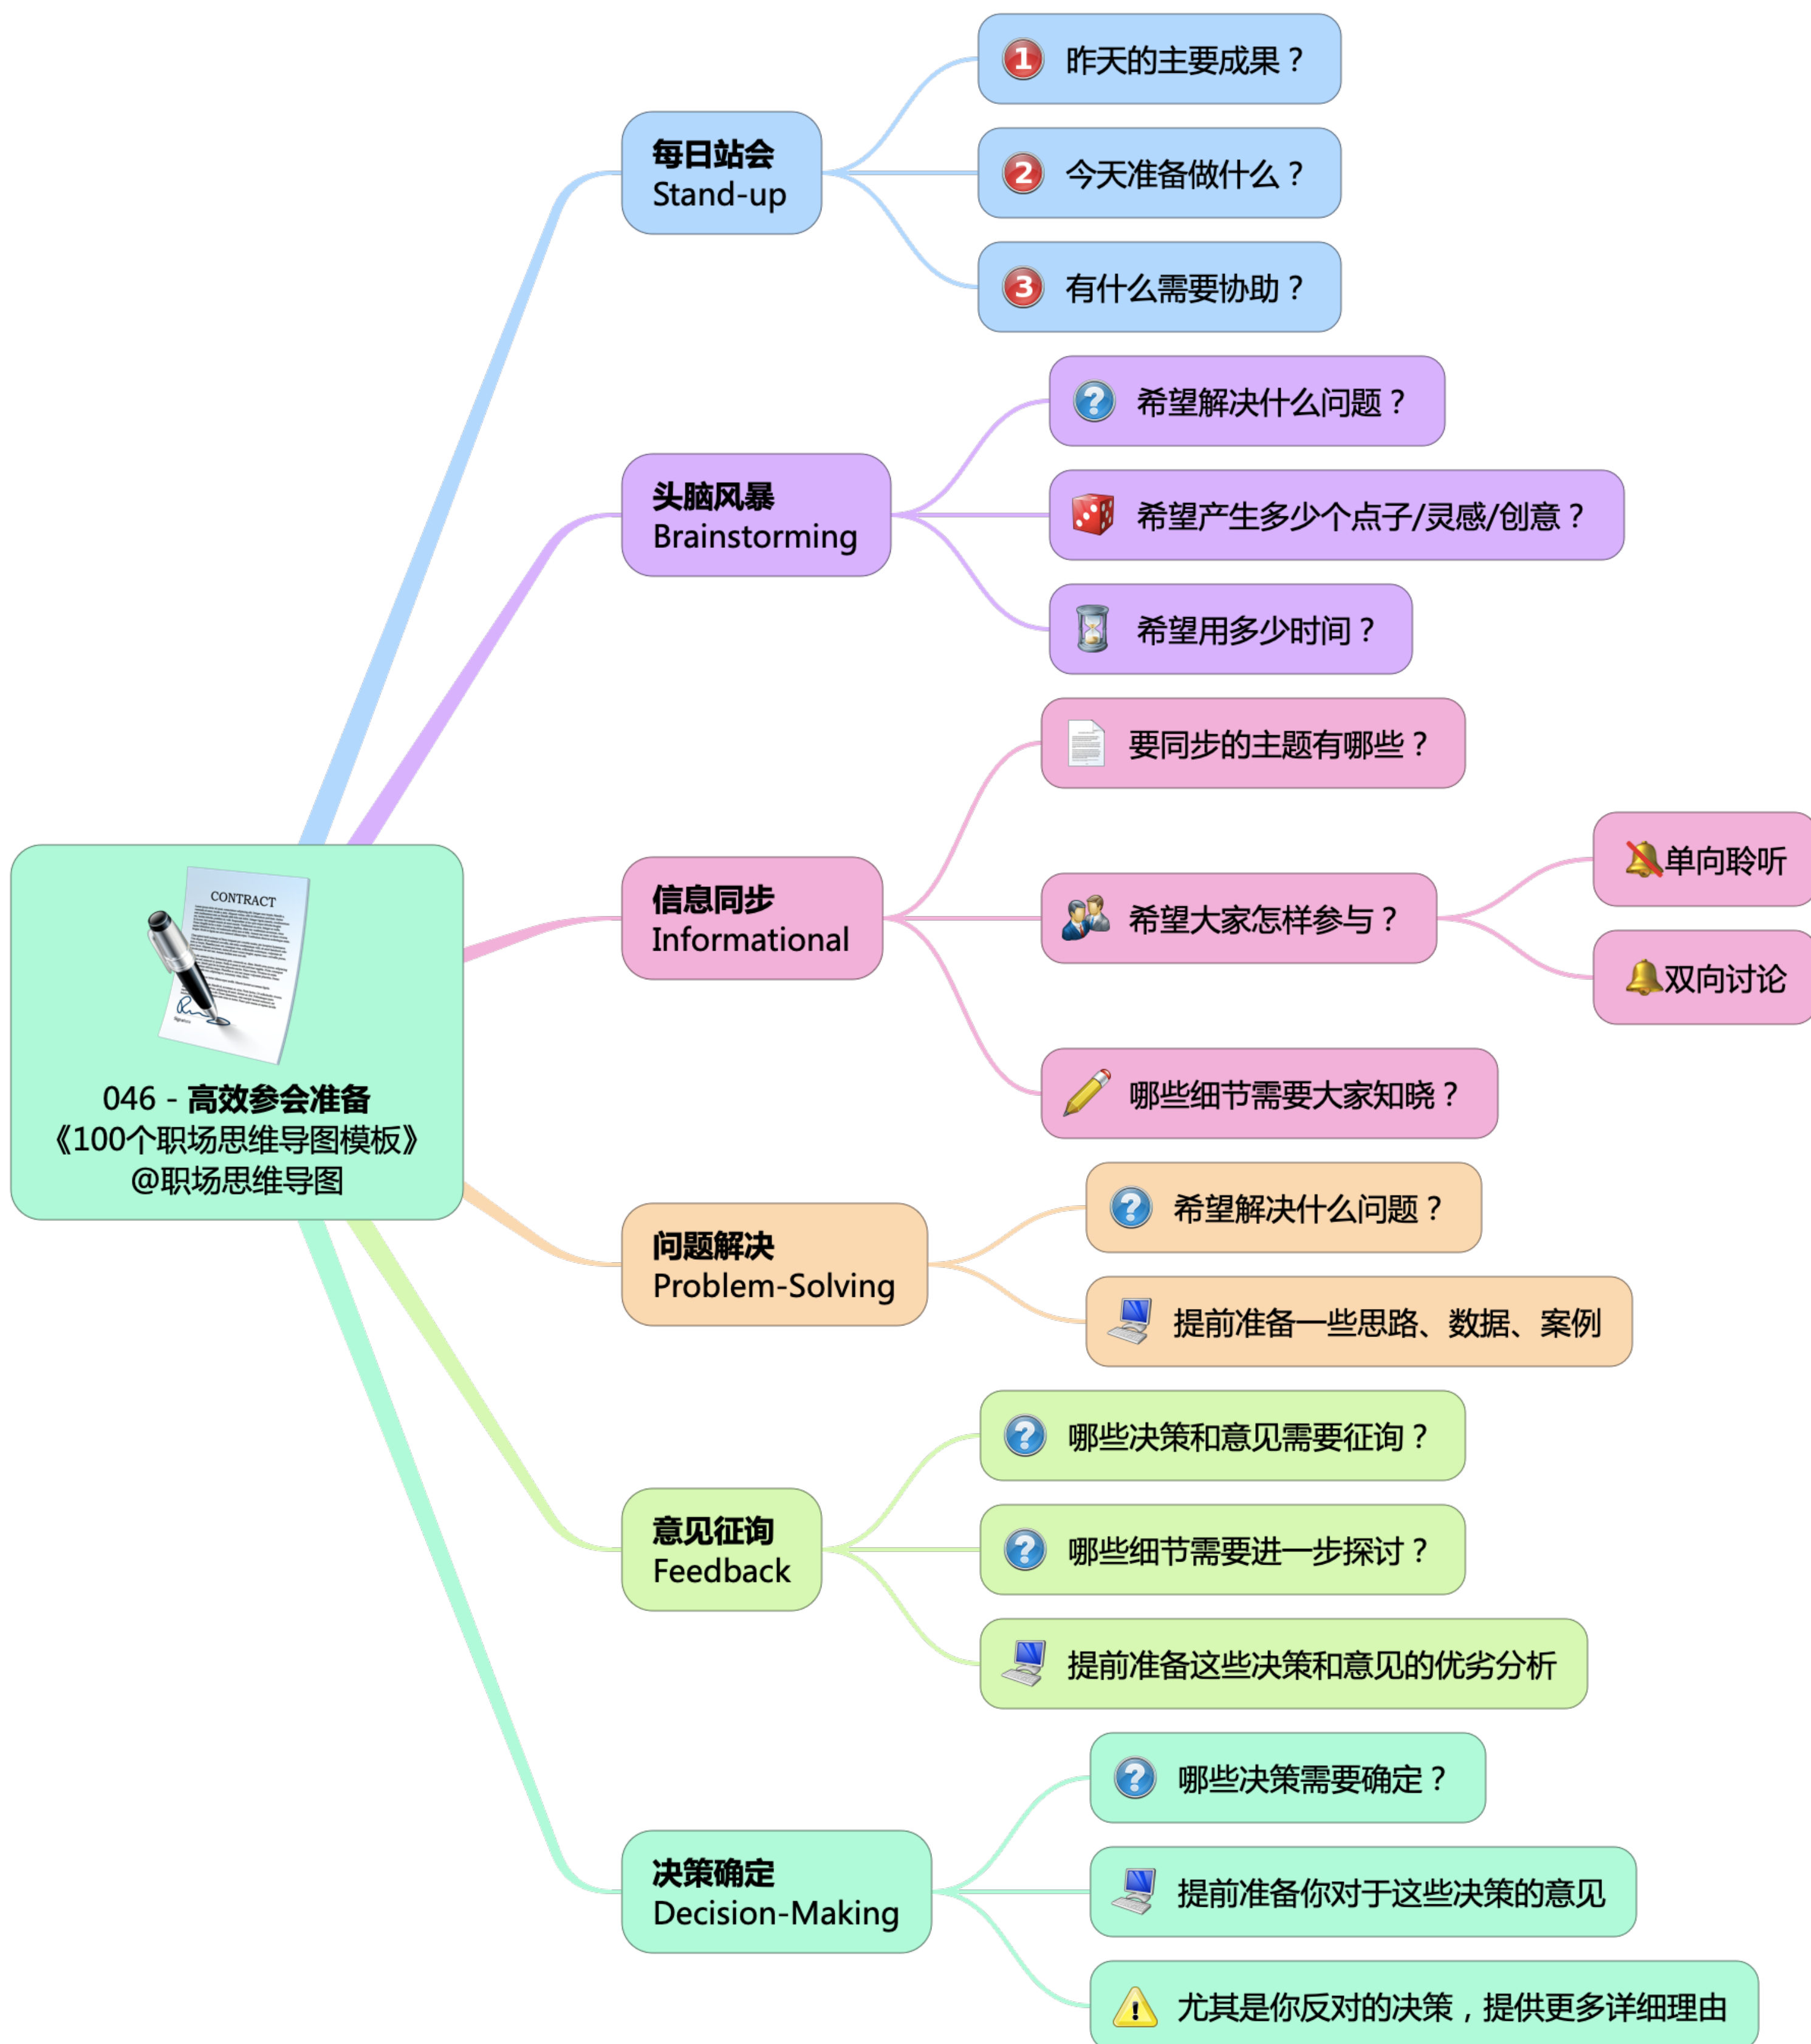 昨天的主要成果？
每日站会
Stand-up
今天准备做什么？
有什么需要协助？
希望解决什么问题？
头脑风暴
Brainstorming
希望产生多少个点子/灵感/创意？
希望用多少时间？
要同步的主题有哪些？
信息同步
Informational
希望大家怎样参与？
单向聆听
双向讨论
哪些细节需要大家知晓？
CONTRACT
046 - 高效参会准备
《100个职场思维导图模板》
@职场思维导图
问题解决
Problem-Solving
希望解决什么问题？
提前准备一些思路、数据、案例
意见征询
Feedback
哪些决策和意见需要征询？
哪些细节需要进一步探讨？
提前准备这些决策和意见的优劣分析
决策确定
Decision-Making
哪些决策需要确定？
提前准备你对于这些决策的意见
尤其是你反对的决策，提供更多详细理由
1
2
3